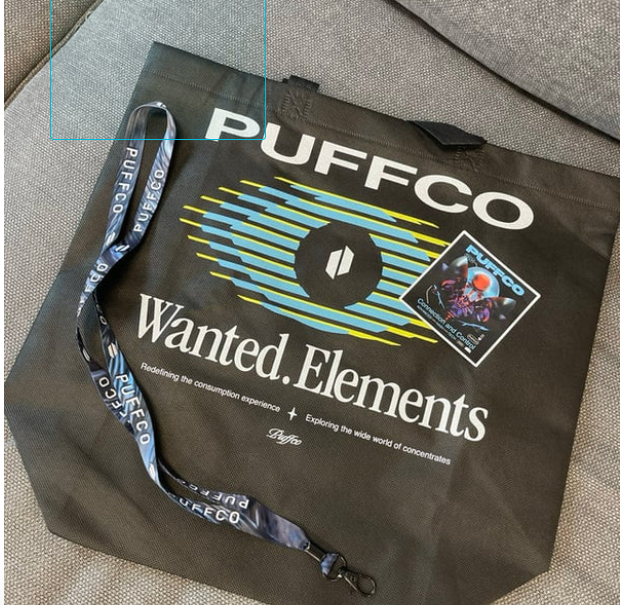 PUFFCO
Wanted.Elements
Redefining the consumption experience
Exploring the wide world of concentrates
Puffco
PUFFCO
Connection and Control
PUFFCO
PUFFCO
PUFFCO
PUFFCO
PUFFCO